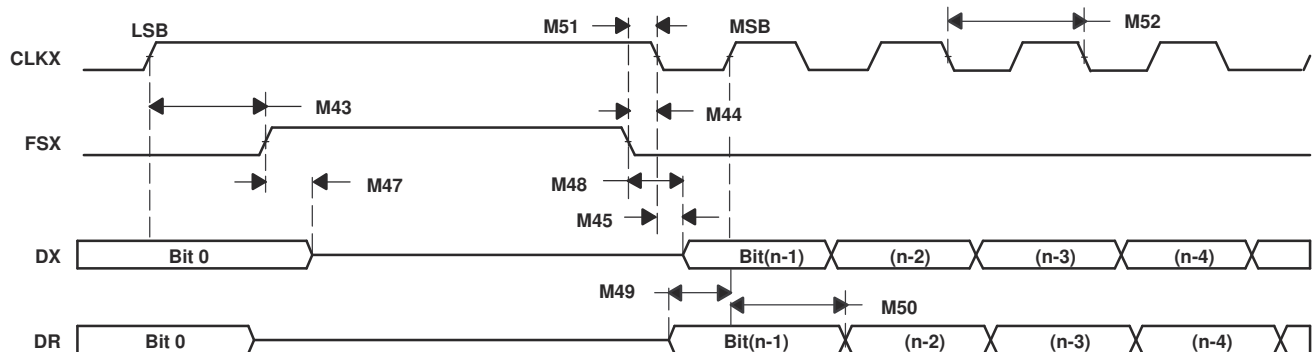 LSB
M51
MSB
M52
CLKX
M43
M44
FSX
M47
M48
M45
DX
Bit 0
Bit(n-1)
(n-2)
(n-3)
(n-4)
M49
M50
DR
Bit 0
Bit(n-1)
(n-2)
(n-3)
(n-4)